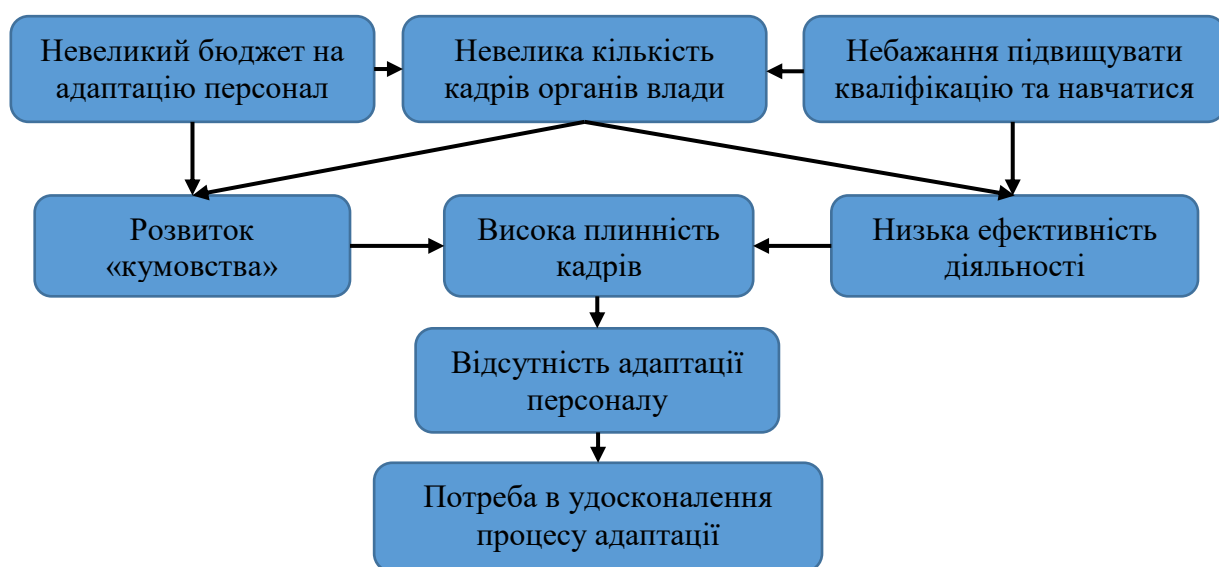 Невеликий бюджет на
адаптацію персонал
Невелика кількість
кадрів органів влади
Небажання підвищувати
кваліфікацію та навчатися
Розвиток
«кумовства»
Висока плинність
кадрів
Низька ефективність
діяльності
Відсутність адаптації
персоналу
Потреба в удосконалення
процесу адаптації